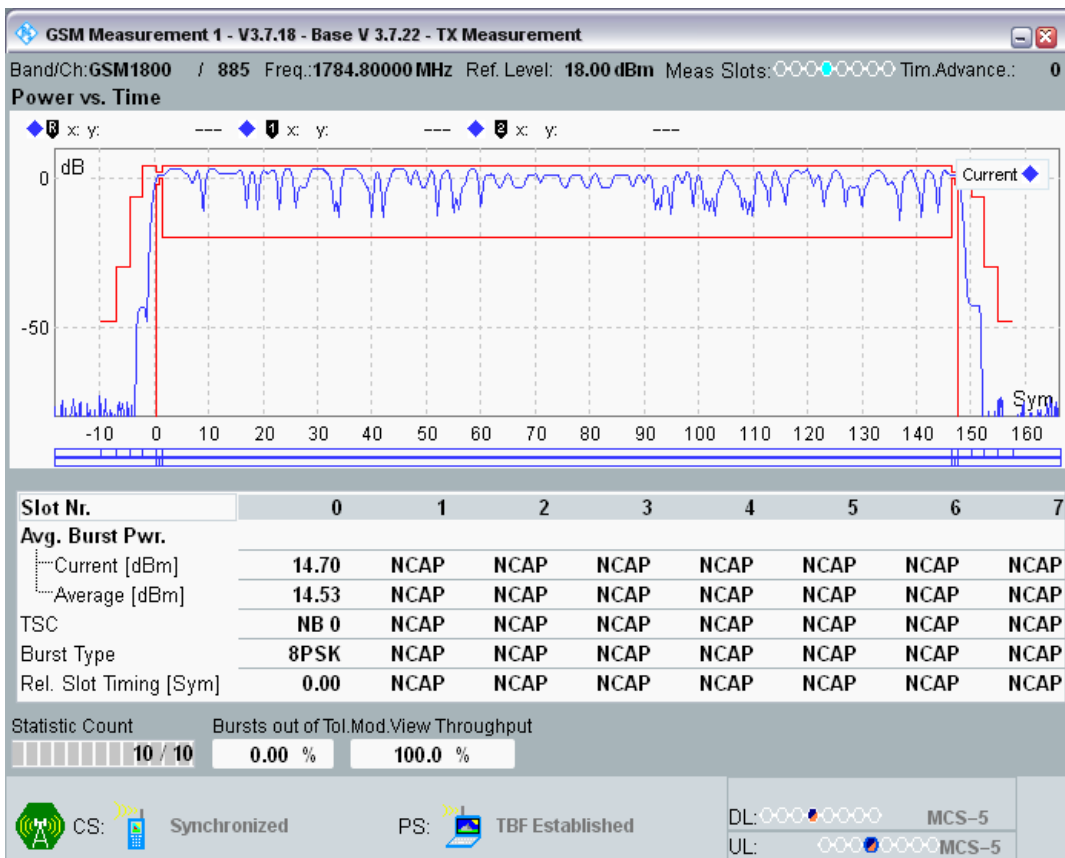 GSM Measurement 1 - V3.7.18 - Base V 3.7.22 - TX Measurement
Band/Ch:GSM1800 / 885 Freq.:1784.80000 MHz Ref. Level: 18.00 dBm Meas Slots: Tim.Advance.: 0
Power vs. Time
R x: y: --- 1 x: y: --- 2 x: y: ---
dB
Current
0
-50
Sym
-10 0 10 20 30 40 50 60 70 80 90 100 110 120 130 140 150 160
Slot Nr. 0 1 2 3 4 5 6 7
Avg. Burst Pwr.
Current [dBm] 14.70 NCAP NCAP NCAP NCAP NCAP NCAP NCAP
Average [dBm] 14.53 NCAP NCAP NCAP NCAP NCAP NCAP NCAP
TSC NB 0 NCAP NCAP NCAP NCAP NCAP NCAP NCAP
Burst Type 8PSK NCAP NCAP NCAP NCAP NCAP NCAP NCAP
Rel. Slot Timing [Sym] 0.00 NCAP NCAP NCAP NCAP NCAP NCAP NCAP
Statistic Count Bursts out of Tol.Mod.View Throughput
10 / 10 0.00 % 100.0 %
CS: Synchronized PS: TBF Established
DL: MCS-5
UL: MCS-5